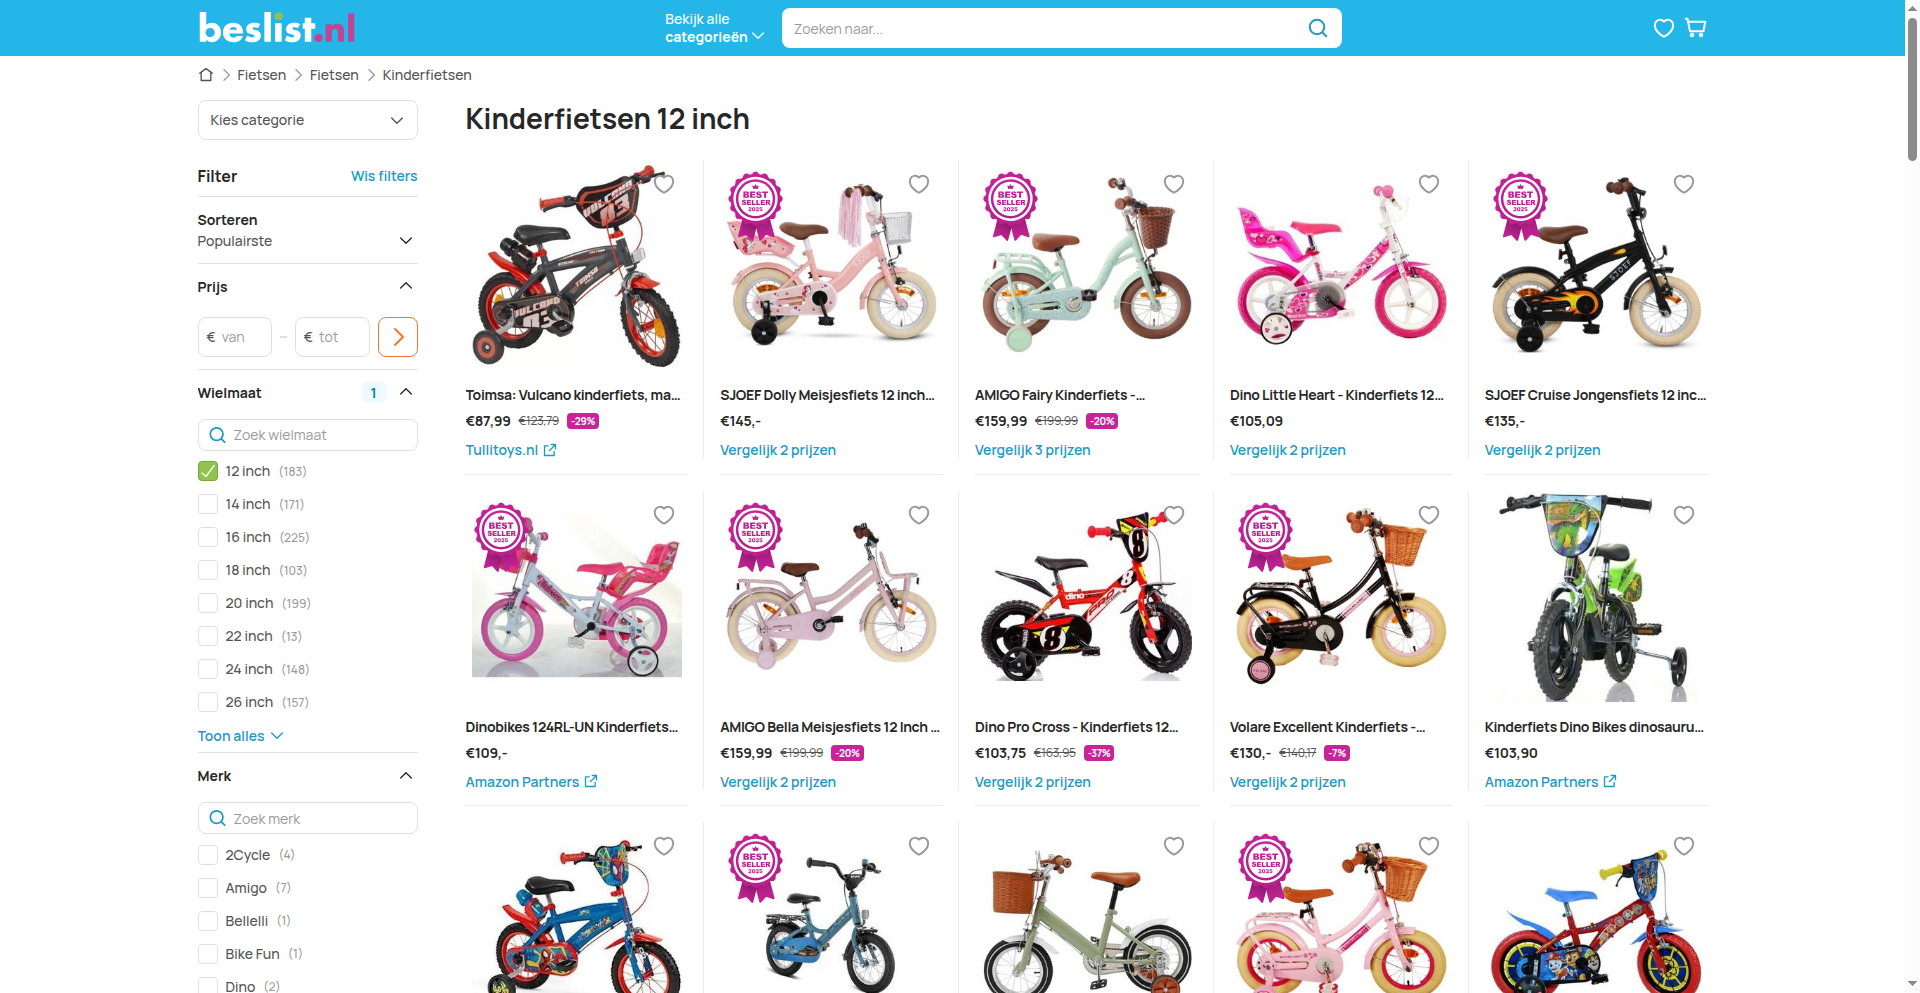 beslist.nl
Bekijk alle
categorieën
Zoeken naar...
Fietsen
Fietsen
Kinderfietsen
Kies categorie
Kinderfietsen 12 inch
Filter
Wis filters
Sorteren
Populairste
Prijs
€ van
–
€ tot
Wielmaat
1
Zoek wielmaat
12 inch (183)
14 inch (171)
16 inch (225)
18 inch (103)
20 inch (199)
22 inch (13)
24 inch (148)
26 inch (157)
Toon alles
Merk
Zoek merk
2Cycle (4)
Amigo (7)
Bellelli (1)
Bike Fun (1)
Dino (2)
Toimsa: Vulcano kinderfiets, ma...
€87,99 €123,79 -29%
Tullitoys.nl
BEST
SELLER
2025
SJOEF Dolly Meisjesfiets 12 inch...
€145,-
Vergelijk 2 prijzen
BEST
SELLER
2025
AMIGO Fairy Kinderfiets -...
€159,99 €199,99 -20%
Vergelijk 3 prijzen
Dino Little Heart - Kinderfiets 12...
€105,09
Vergelijk 2 prijzen
BEST
SELLER
2025
SJOEF
SJOEF Cruise Jongensfiets 12 inc...
€135,-
Vergelijk 2 prijzen
BEST
SELLER
2025
Dinobikes 124RL-UN Kinderfiets...
€109,-
Amazon Partners
BEST
SELLER
2025
AMIGO Bella Meisjesfiets 12 Inch ...
€159,99 €199,99 -20%
Vergelijk 2 prijzen
8
8
dino
PRO
8
Dino Pro Cross - Kinderfiets 12...
€103,75 €163,95 -37%
Vergelijk 2 prijzen
BEST
SELLER
2025
Volare Excellent Kinderfiets -...
€130,- €140,17 -7%
Vergelijk 2 prijzen
Kinderfiets Dino Bikes dinosauru...
€103,90
Amazon Partners
BEST
SELLER
2025
BEST
SELLER
2025